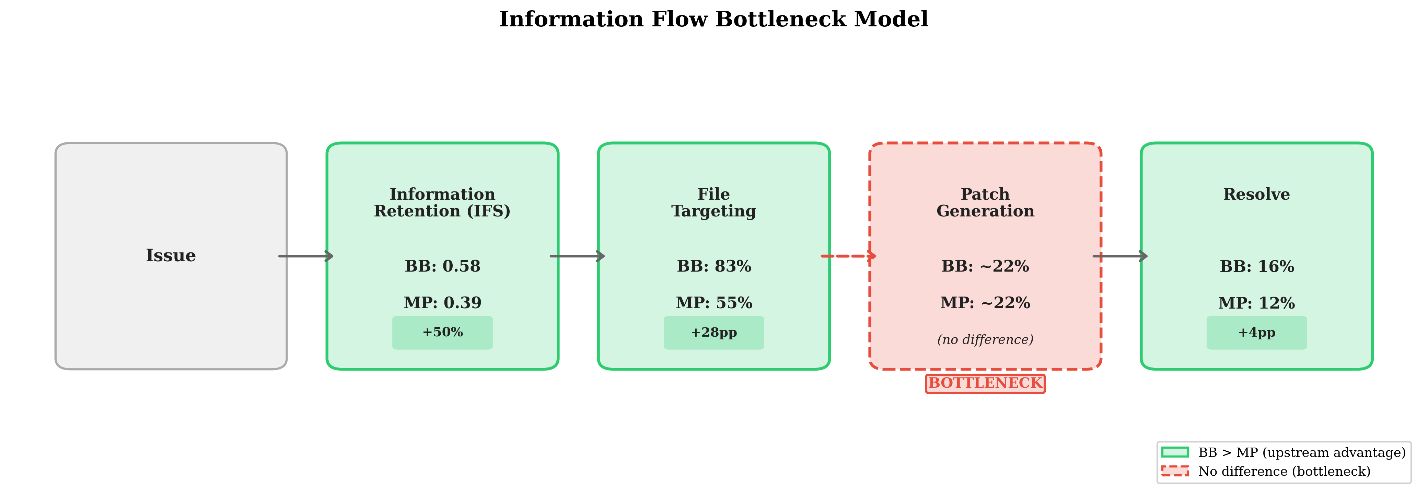 Information Flow Bottleneck Model
Issue
Information
Retention (IFS)
BB: 0.58
MP: 0.39
+50%
File
Targeting
BB: 83%
MP: 55%
+28pp
Patch
Generation
BB: ~22%
MP: ~22%
(no difference)
BOTTLENECK
Resolve
BB: 16%
MP: 12%
+4pp
BB > MP (upstream advantage)
No difference (bottleneck)